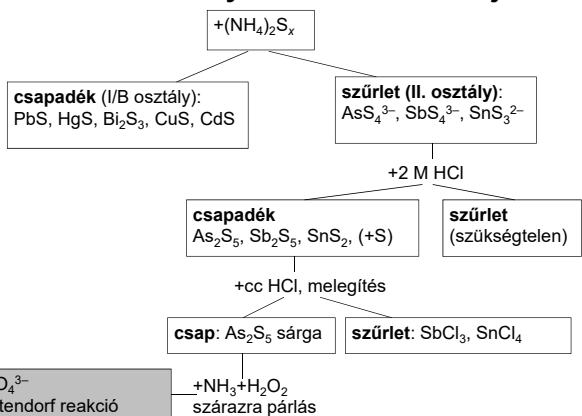 +(NH₄)₂Sₓ
csapadék (I/B osztály):
PbS, HgS, Bi₂S₃, CuS, CdS
szűrlet (II. osztály):
AsS₄³⁻, SbS₄³⁻, SnS₃²⁻
+2 M HCl
csapadék
As₂S₅, Sb₂S₅, SnS₂, (+S)
szűrlet
(szükségtelen)
+cc HCl, melegítés
csap: As₂S₅ sárga
szűrlet: SbCl₃, SnCl₄
O₄³⁻
tendorf reakció
+NH₃+H₂O₂
szárazra párlás